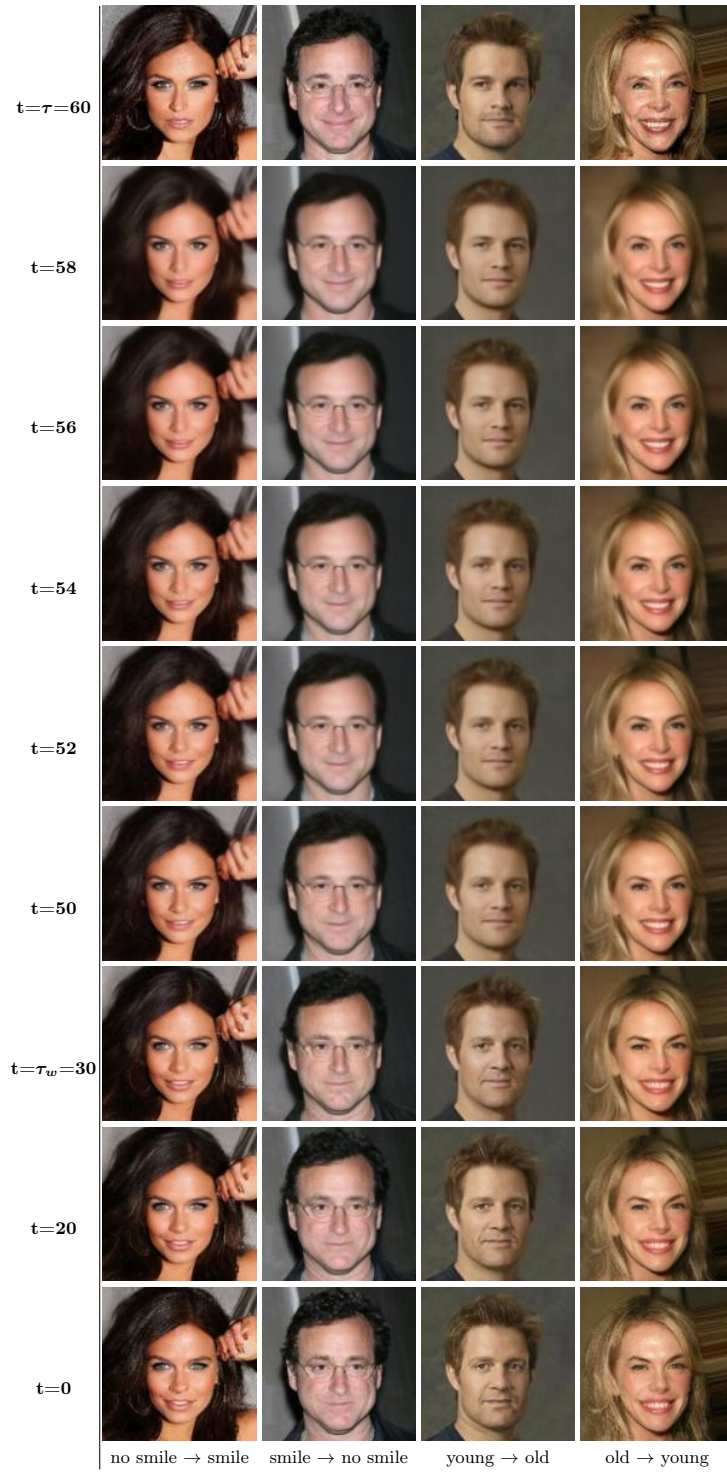 t=τ=60
t=58
t=56
t=54
t=52
t=50
t=τw=30
t=20
t=0
no smile → smile smile → no smile young → old old → young